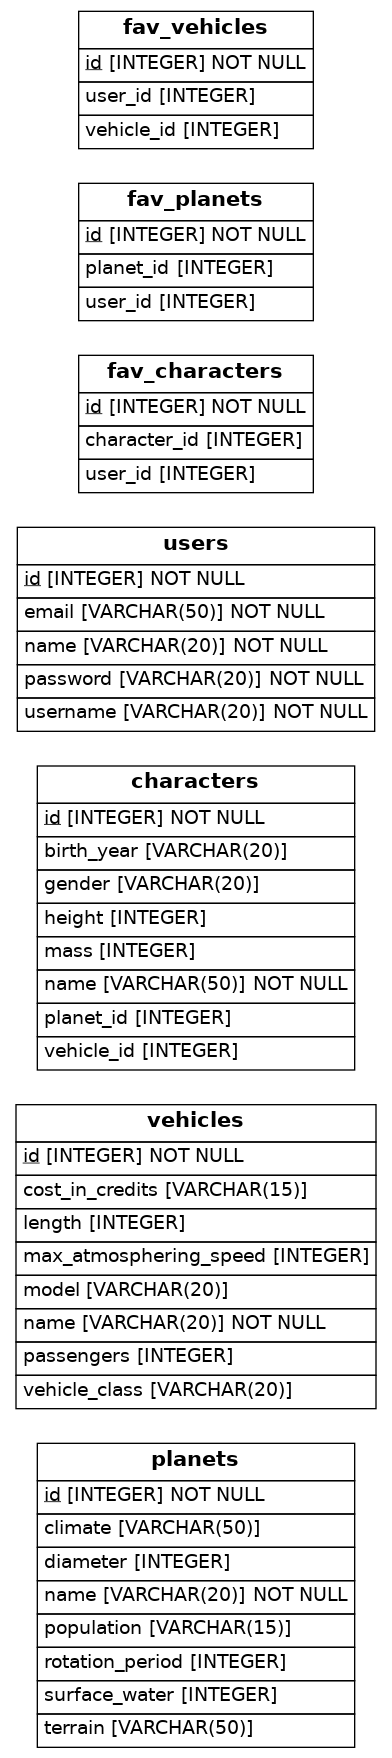 fav_vehicles
id [INTEGER] NOT NULL
user_id [INTEGER]
vehicle_id [INTEGER]
fav_planets
id [INTEGER] NOT NULL
planet_id [INTEGER]
user_id [INTEGER]
fav_characters
id [INTEGER] NOT NULL
character_id [INTEGER]
user_id [INTEGER]
users
id [INTEGER] NOT NULL
email [VARCHAR(50)] NOT NULL
name [VARCHAR(20)] NOT NULL
password [VARCHAR(20)] NOT NULL
username [VARCHAR(20)] NOT NULL
characters
id [INTEGER] NOT NULL
birth_year [VARCHAR(20)]
gender [VARCHAR(20)]
height [INTEGER]
mass [INTEGER]
name [VARCHAR(50)] NOT NULL
planet_id [INTEGER]
vehicle_id [INTEGER]
vehicles
id [INTEGER] NOT NULL
cost_in_credits [VARCHAR(15)]
length [INTEGER]
max_atmosphering_speed [INTEGER]
model [VARCHAR(20)]
name [VARCHAR(20)] NOT NULL
passengers [INTEGER]
vehicle_class [VARCHAR(20)]
planets
id [INTEGER] NOT NULL
climate [VARCHAR(50)]
diameter [INTEGER]
name [VARCHAR(20)] NOT NULL
population [VARCHAR(15)]
rotation_period [INTEGER]
surface_water [INTEGER]
terrain [VARCHAR(50)]